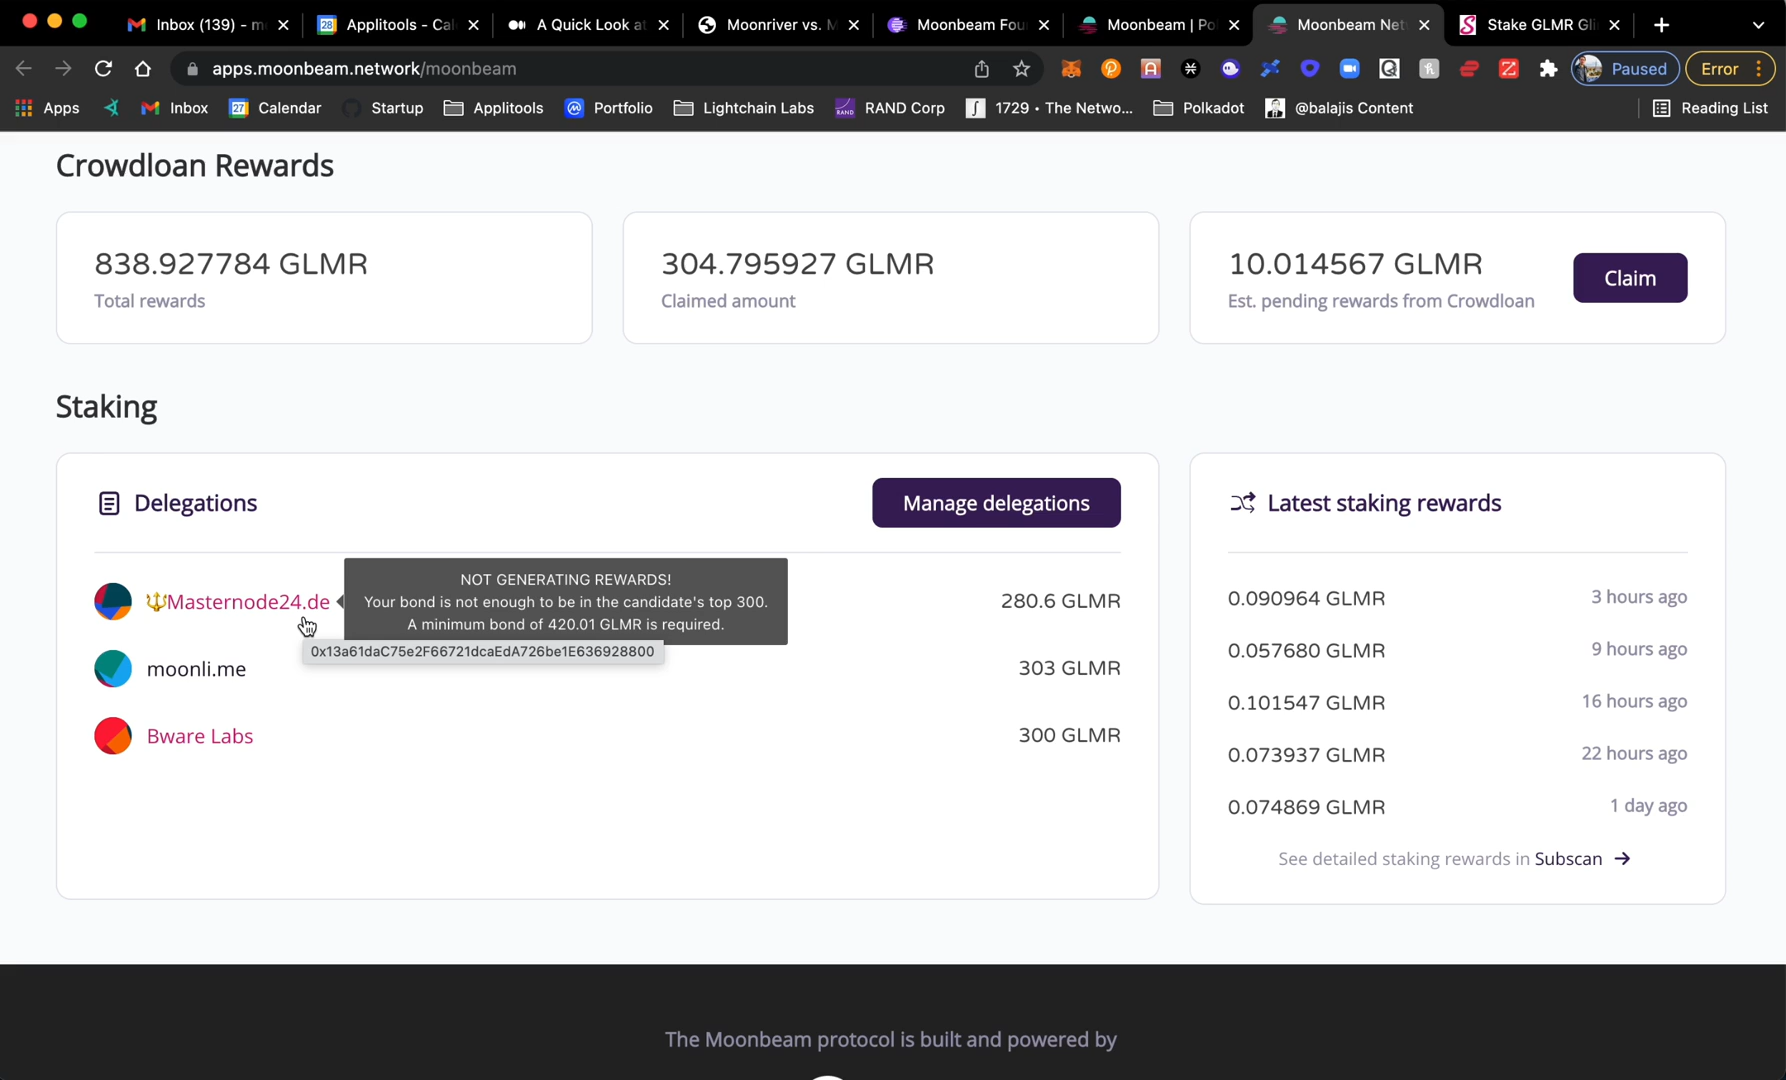 Inbox (139) - m
Applitools - Cal
A Quick Look at
Moonriver vs. M
Moonbeam Fou
Moonbeam | Po
Moonbeam Net
Stake GLMR Gli
apps.moonbeam.network/moonbeam
Paused
Error
Apps
Inbox
Calendar
Startup
Applitools
Portfolio
Lightchain Labs
RAND Corp
1729 • The Netwo...
Polkadot
@balajis Content
Reading List
Crowdloan Rewards
838.927784 GLMR
Total rewards
304.795927 GLMR
Claimed amount
10.014567 GLMR
Est. pending rewards from Crowdloan
Claim
Staking
Delegations
Manage delegations
🔱Masternode24.de
NOT GENERATING REWARDS!
Your bond is not enough to be in the candidate's top 300.
A minimum bond of 420.01 GLMR is required.
280.6 GLMR
0x13a61daC75e2F66721dcaEdA726be1E636928800
moonli.me
303 GLMR
Bware Labs
300 GLMR
Latest staking rewards
0.090964 GLMR
3 hours ago
0.057680 GLMR
9 hours ago
0.101547 GLMR
16 hours ago
0.073937 GLMR
22 hours ago
0.074869 GLMR
1 day ago
See detailed staking rewards in Subscan →
The Moonbeam protocol is built and powered by